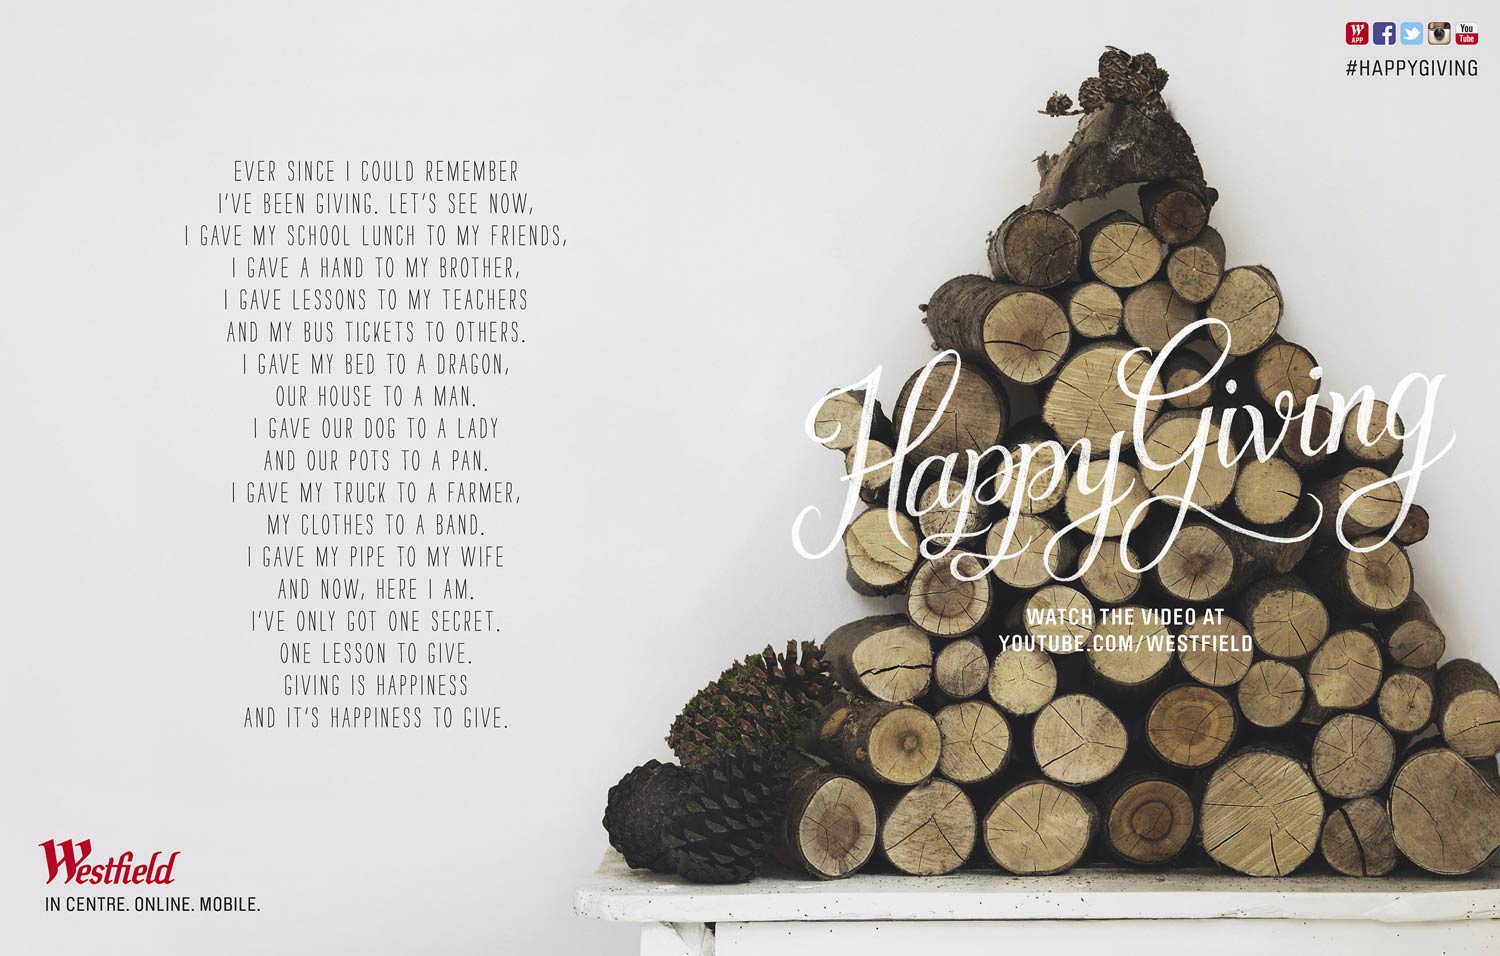 EVER SINCE I COULD REMEMBER
I'VE BEEN GIVING. LET'S SEE NOW,
I GAVE MY SCHOOL LUNCH TO MY FRIENDS,
I GAVE A HAND TO MY BROTHER,
I GAVE LESSONS TO MY TEACHERS
AND MY BUS TICKETS TO OTHERS.
I GAVE MY BED TO A DRAGON,
OUR HOUSE TO A MAN.
I GAVE OUR DOG TO A LADY
AND OUR POTS TO A PAN.
I GAVE MY TRUCK TO A FARMER,
MY CLOTHES TO A BAND.
I GAVE MY PIPE TO MY WIFE
AND NOW, HERE I AM.
I'VE ONLY GOT ONE SECRET.
ONE LESSON TO GIVE.
GIVING IS HAPPINESS
AND IT'S HAPPINESS TO GIVE.
Westfield
IN CENTRE. ONLINE. MOBILE.
W
APP
f
You
Tube
#HAPPYGIVING
Happy Giving
WATCH THE VIDEO AT
YOUTUBE.COM/WESTFIELD